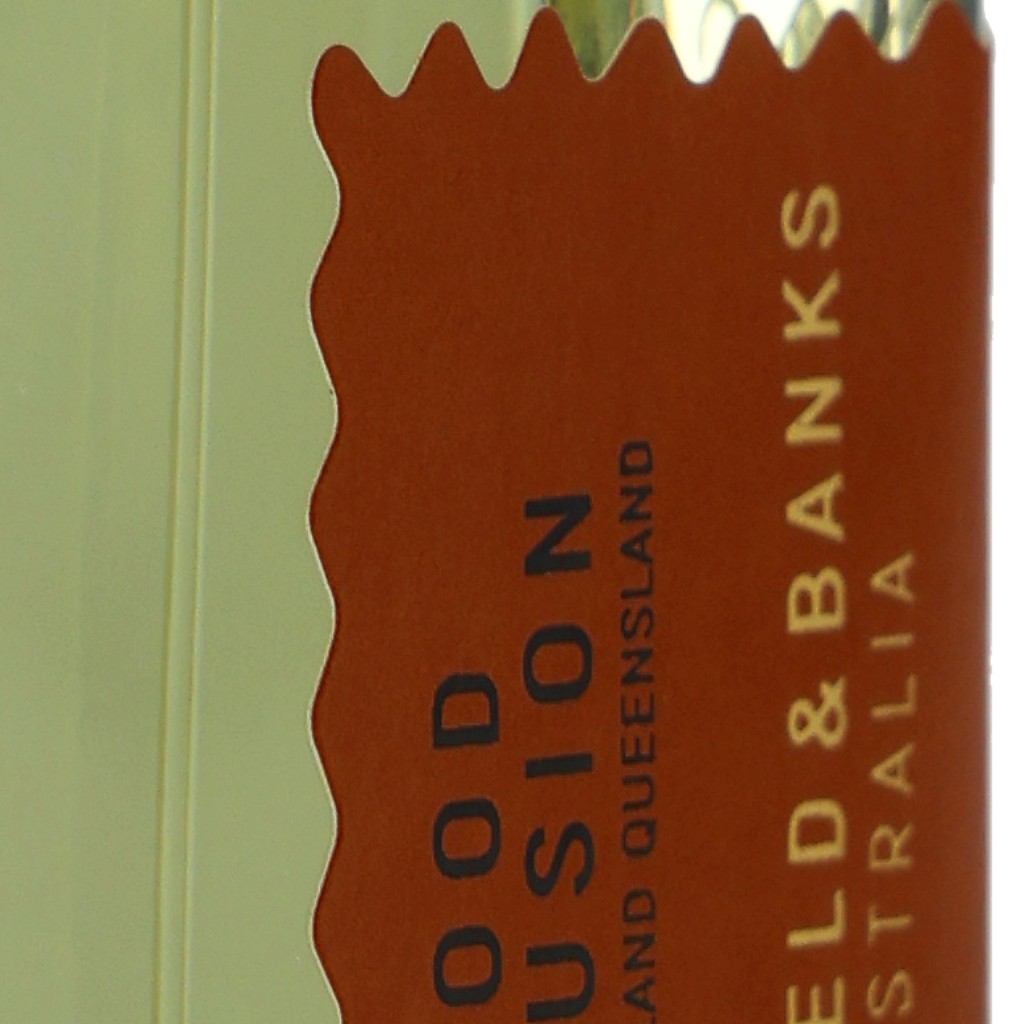 OOD
USION
LAND QUEENSLAND
ELD & BANKS
STRALIA